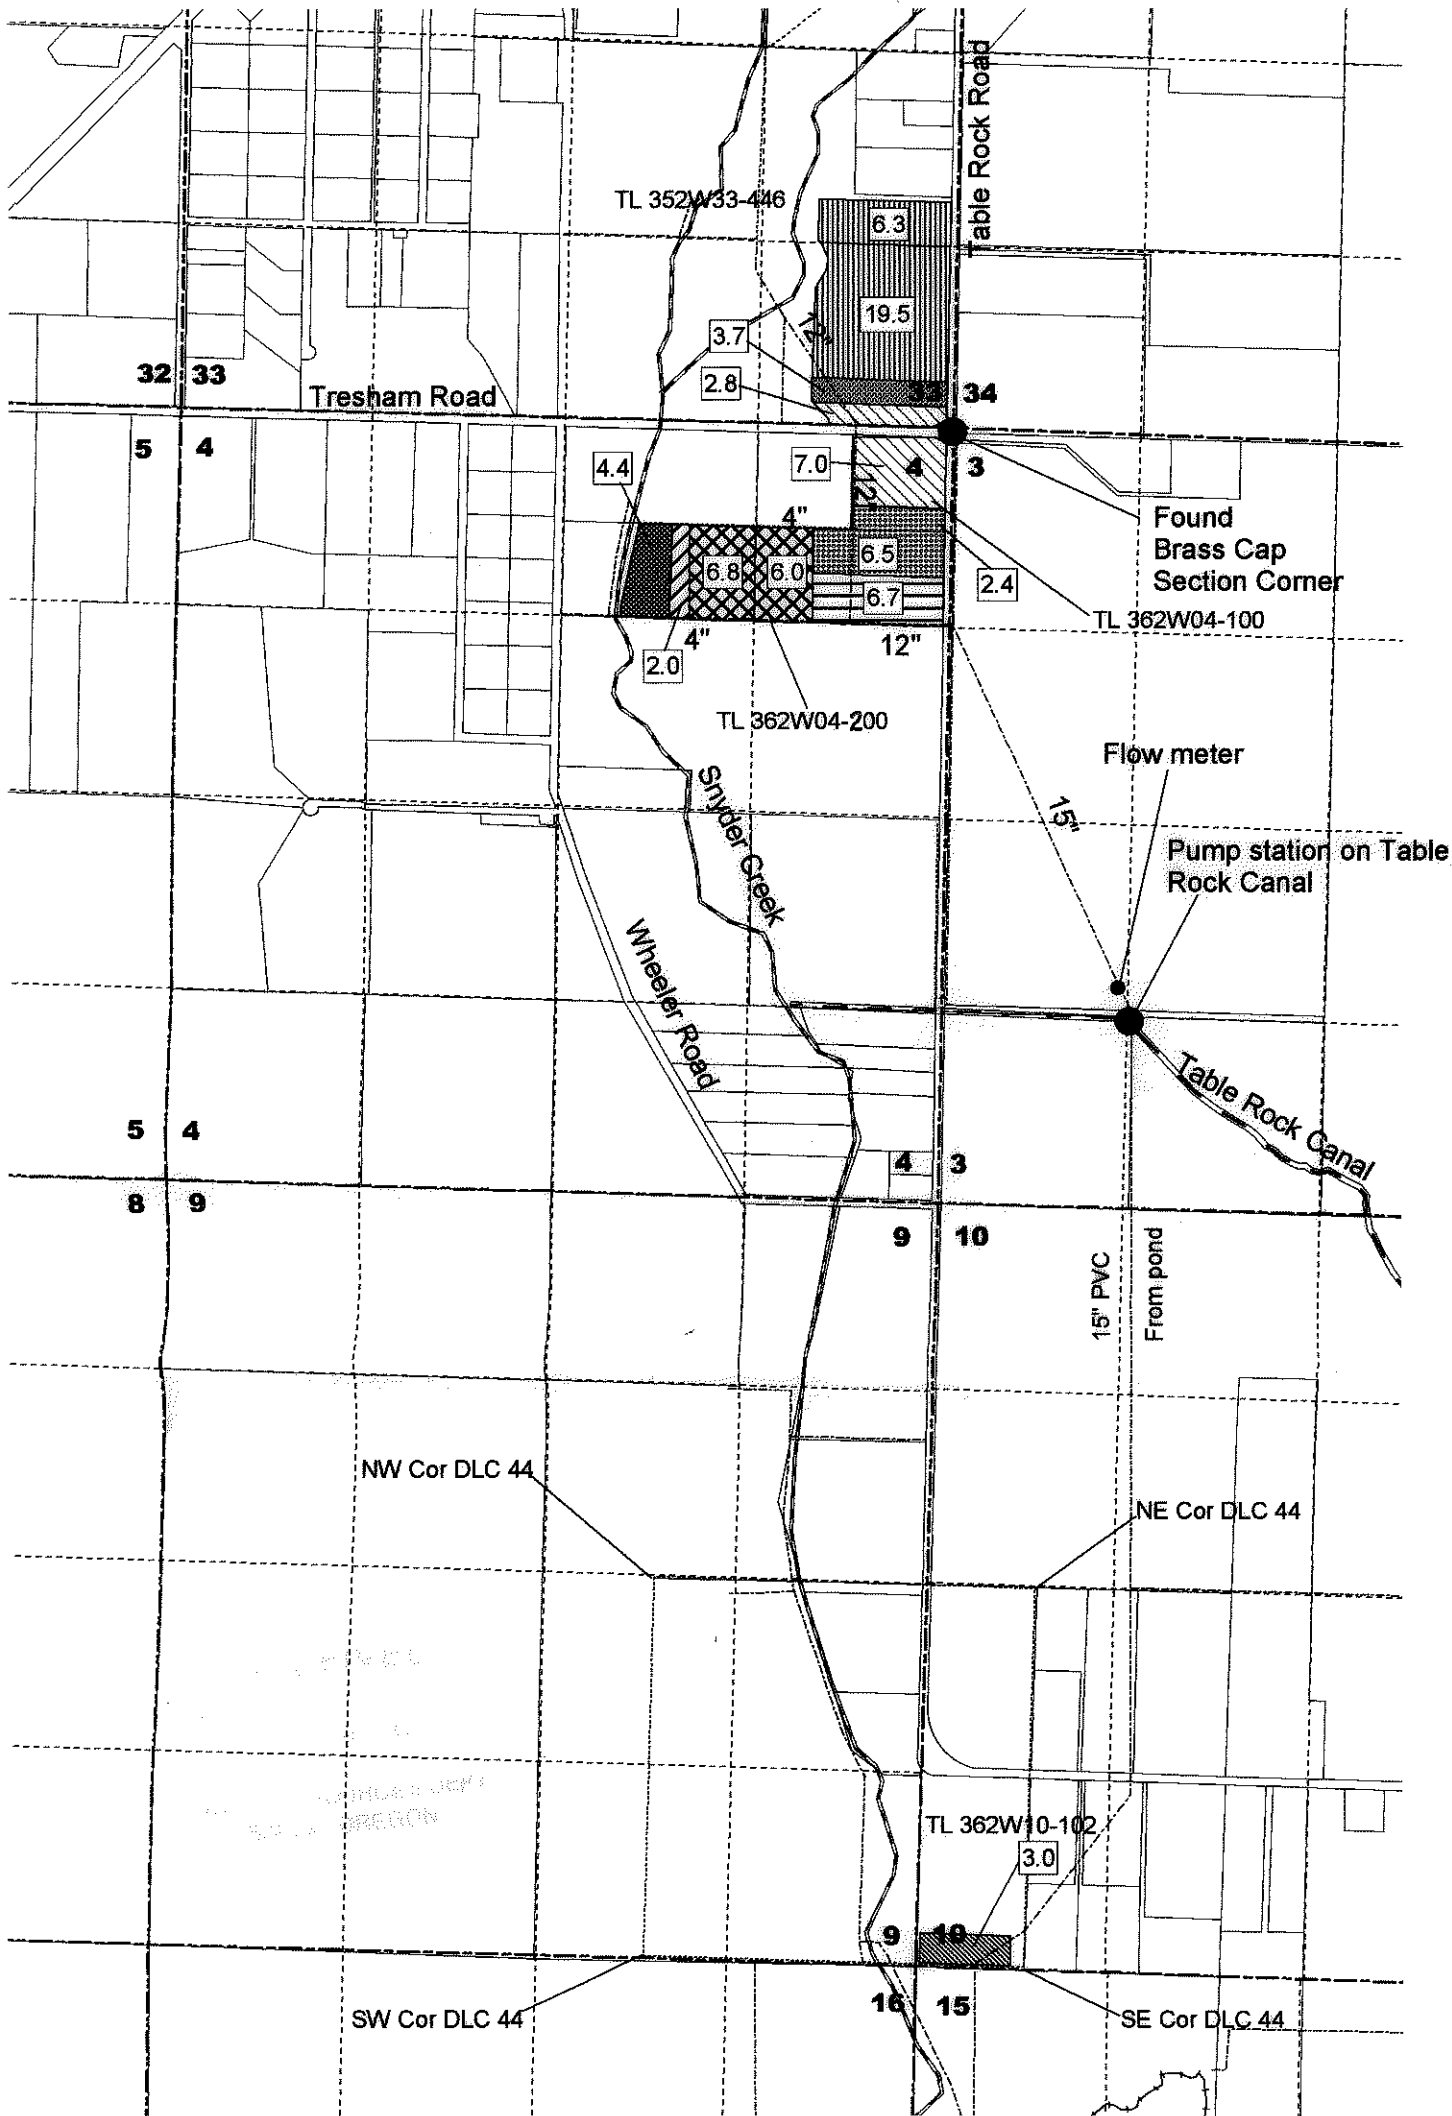 Table Rock Road
TL 352W33-446
6.3
19.5
12"
3.7
2.8
32 33
33 34
Tresham Road
5 4
4 3
7.0
4.4
12"
4"
6.8
6.0
6.5
6.7
2.4
Found
Brass Cap
Section Corner
TL 362W04-100
4"
12"
2.0
TL 362W04-200
Flow meter
Snyder Creek
15"
Pump station on Table
Rock Canal
Wheeler Road
Table Rock Canal
5 4
4 3
8 9
9 10
15" PVC
From pond
NW Cor DLC 44
NE Cor DLC 44
OREGON
TL 362W10-102
3.0
9 10
16 15
SW Cor DLC 44
SE Cor DLC 44